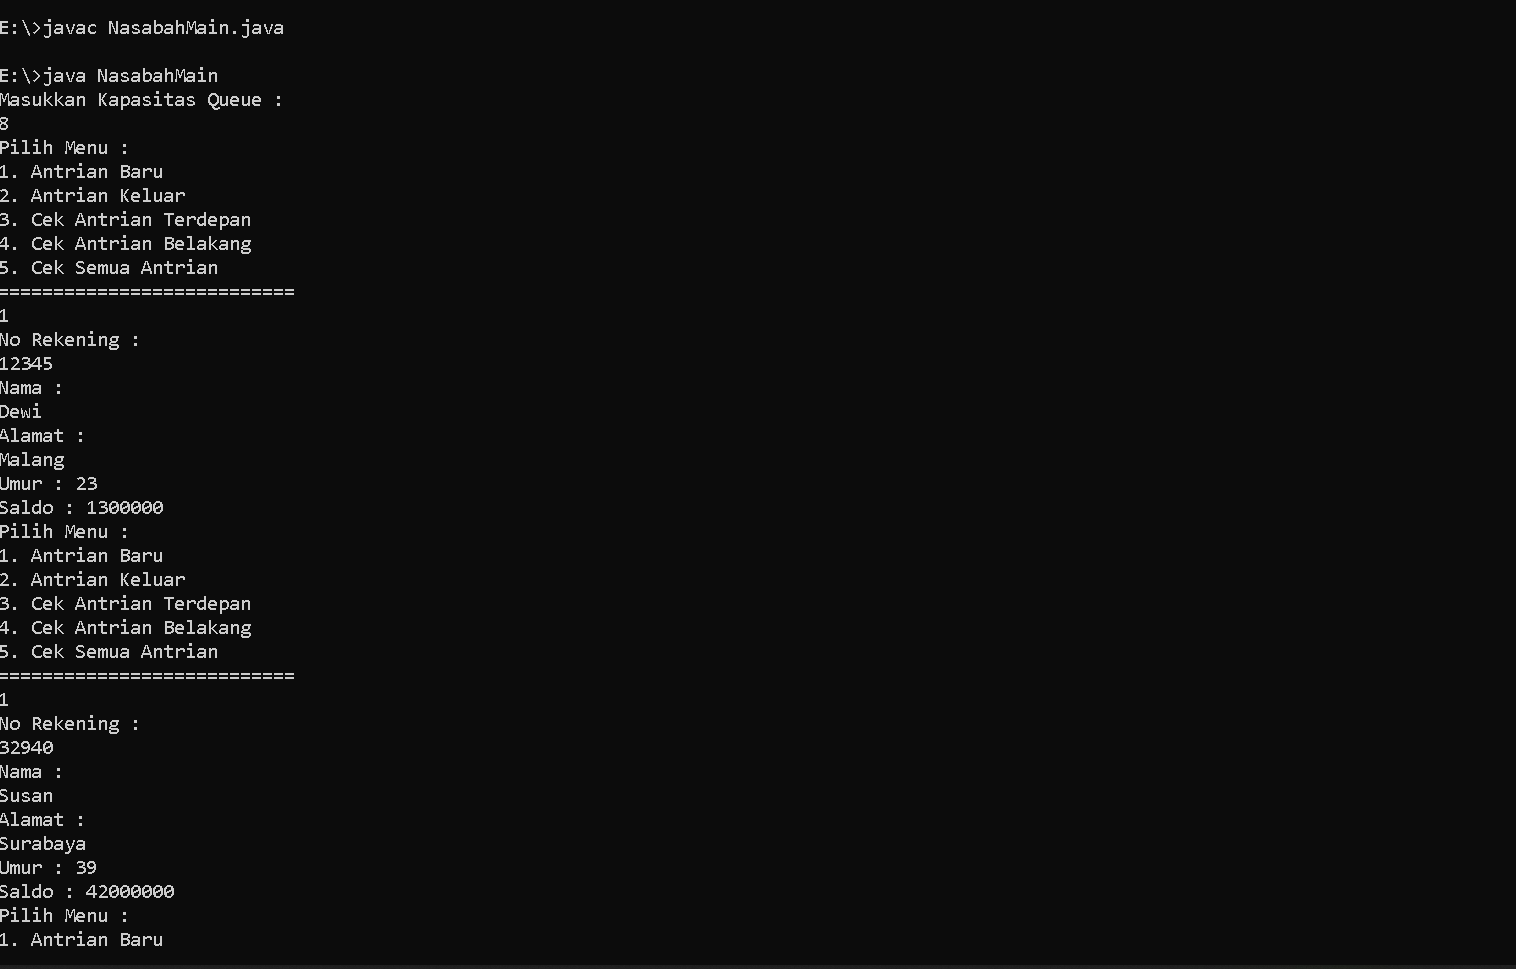 E:\>javac NasabahMain.java
E:\>java NasabahMain
Masukkan Kapasitas Queue :
8
Pilih Menu :
1. Antrian Baru
2. Antrian Keluar
3. Cek Antrian Terdepan
4. Cek Antrian Belakang
5. Cek Semua Antrian
===========================
1
No Rekening :
12345
Nama :
Dewi
Alamat :
Malang
Umur : 23
Saldo : 1300000
Pilih Menu :
1. Antrian Baru
2. Antrian Keluar
3. Cek Antrian Terdepan
4. Cek Antrian Belakang
5. Cek Semua Antrian
===========================
1
No Rekening :
32940
Nama :
Susan
Alamat :
Surabaya
Umur : 39
Saldo : 42000000
Pilih Menu :
1. Antrian Baru